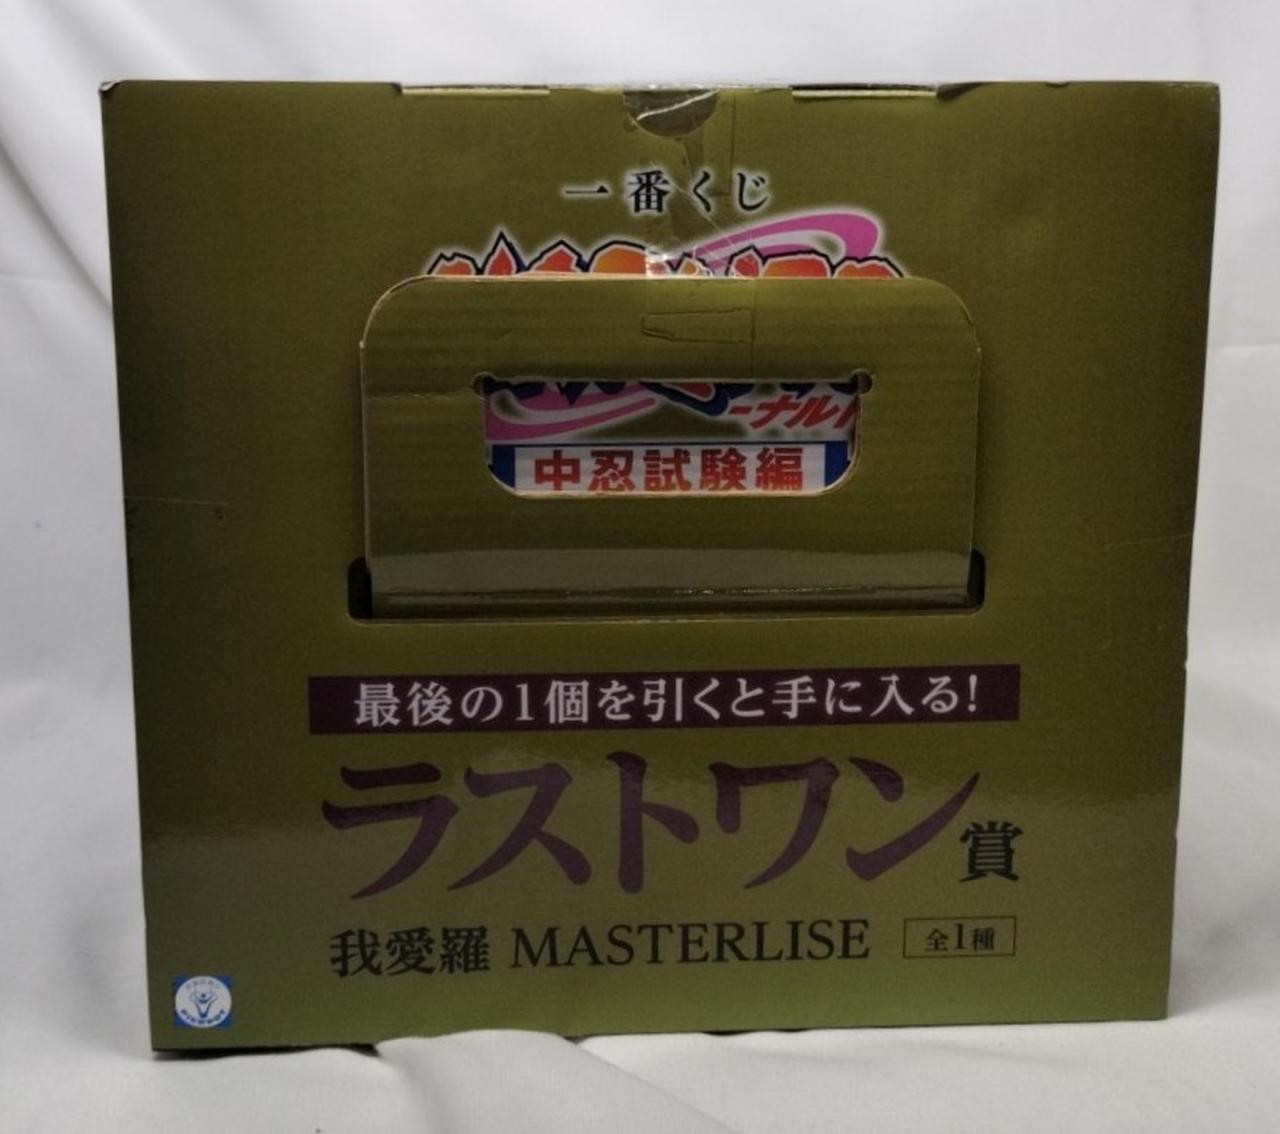 一番くじ
ーナルト
中忍試験編
最後の1個を引くと手に入る!
ラストワン賞
我愛羅 MASTERLISE 全1種
PIERROT